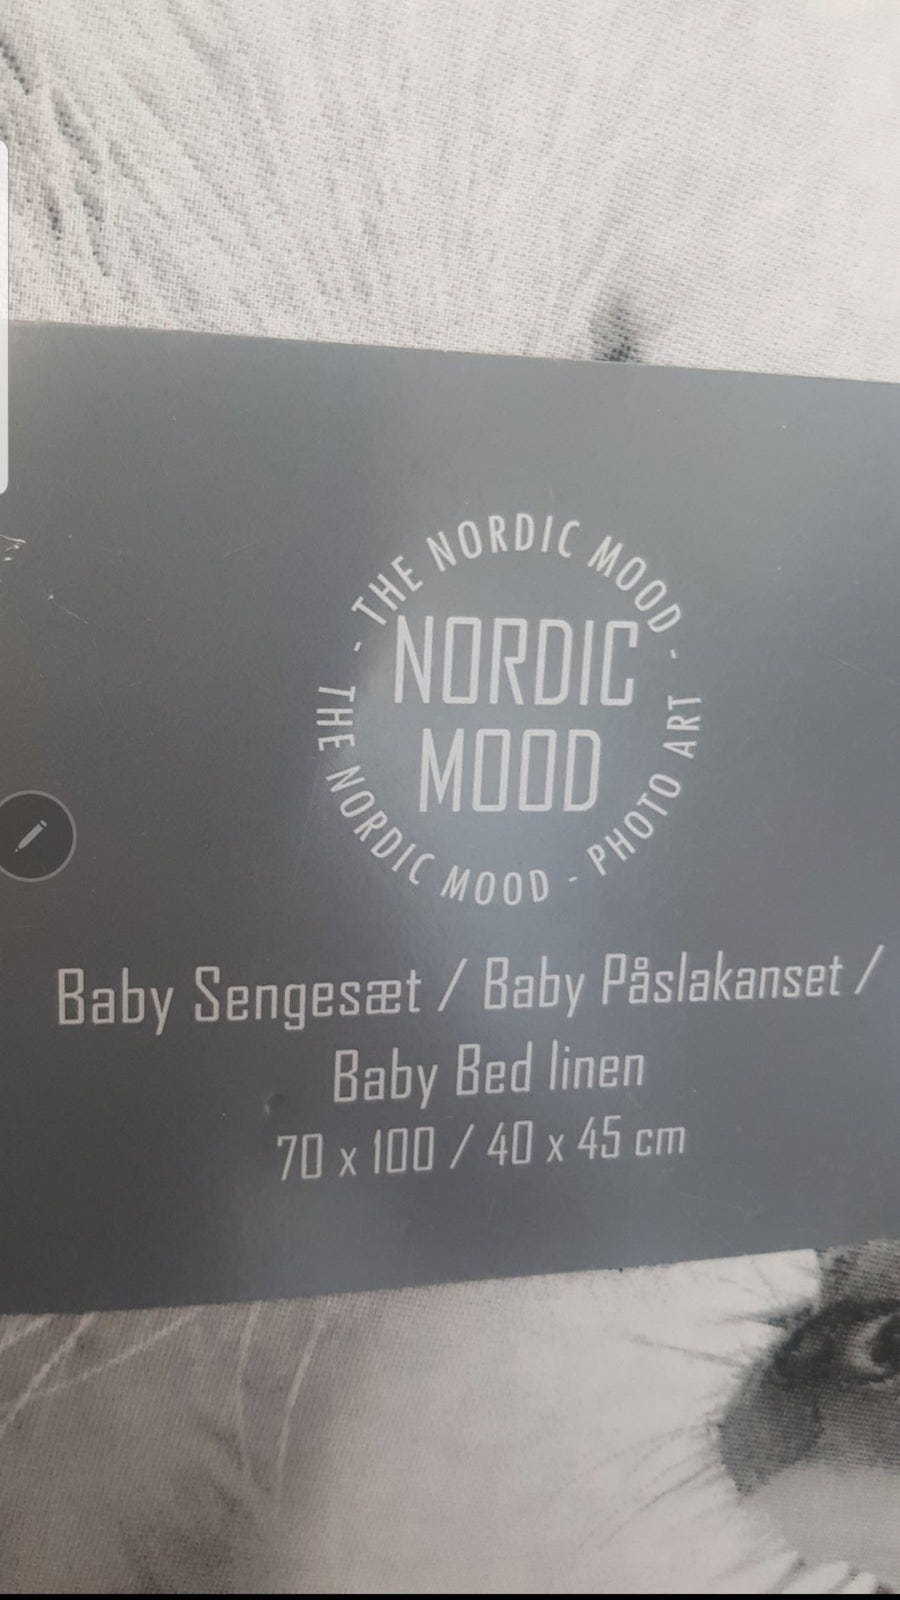 - THE NORDIC MOOD -
NORDIC
MOOD
THE NORDIC MOOD - PHOTO ART
Baby Sengesæt / Baby Påslakanset /
Baby Bed linen
70 x 100 / 40 x 45 cm